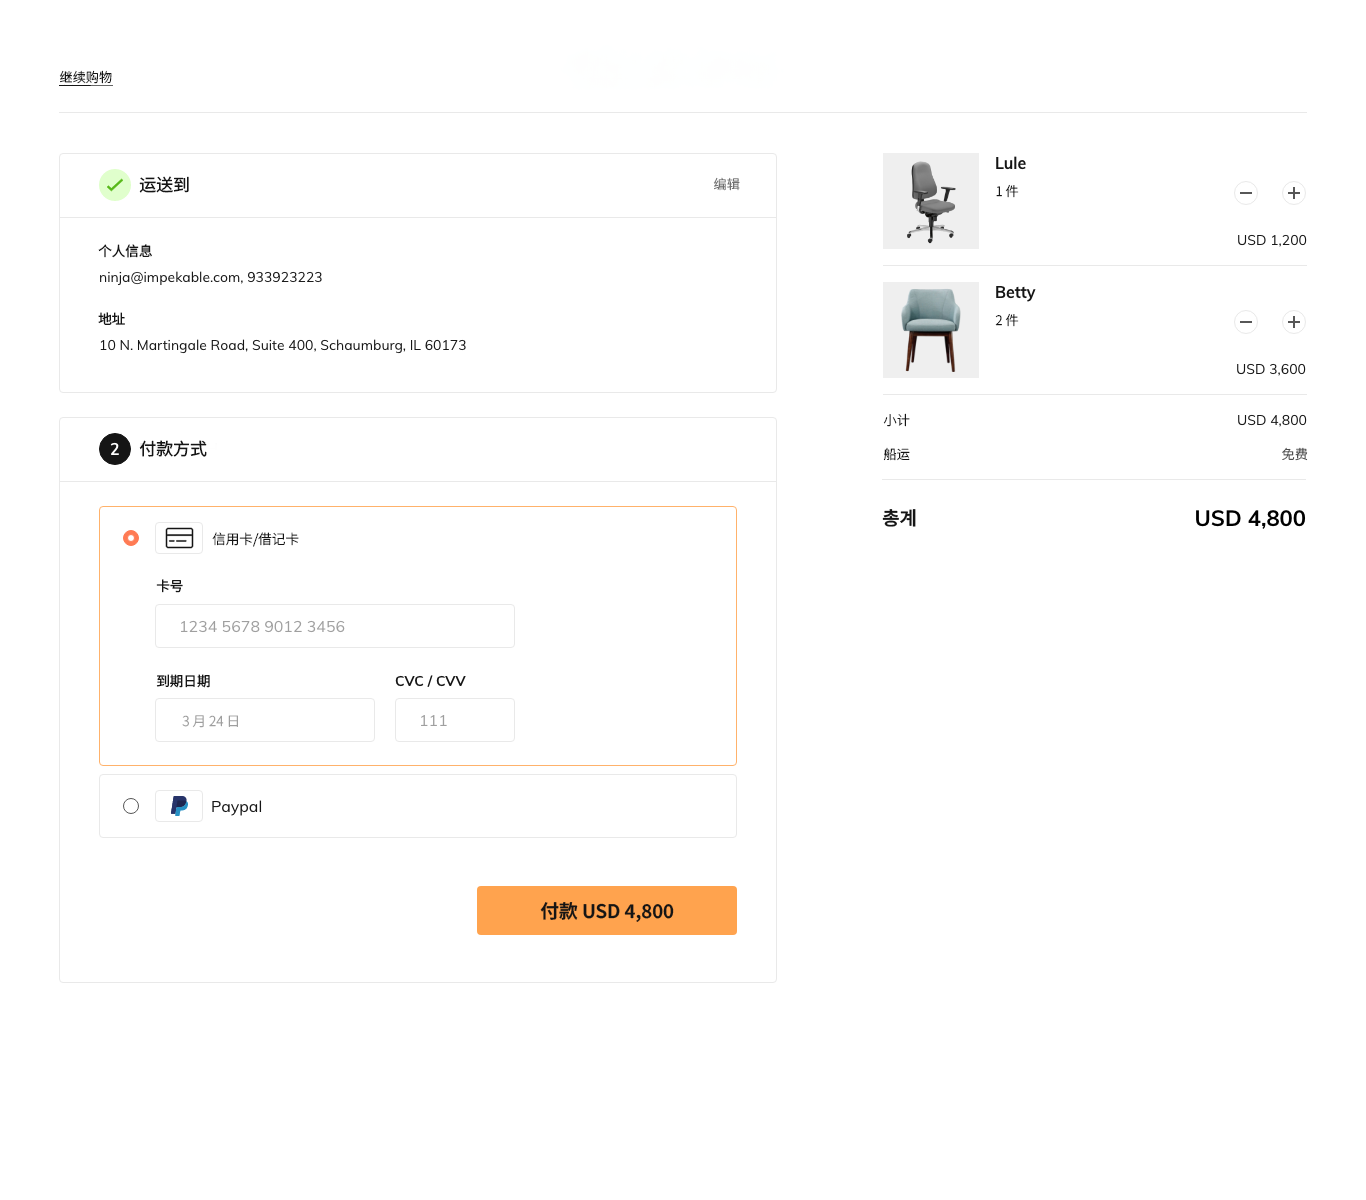 继续购物
运送到
编辑
个人信息
ninja@impekable.com, 933923223
地址
10 N. Martingale Road, Suite 400, Schaumburg, IL 60173
2 付款方式
信用卡/借记卡
卡号
1234 5678 9012 3456
到期日期
CVC / CVV
3 月 24 日
111
Paypal
付款 USD 4,800
Lule
1 件
USD 1,200
Betty
2 件
USD 3,600
小计
USD 4,800
船运
免费
총계
USD 4,800